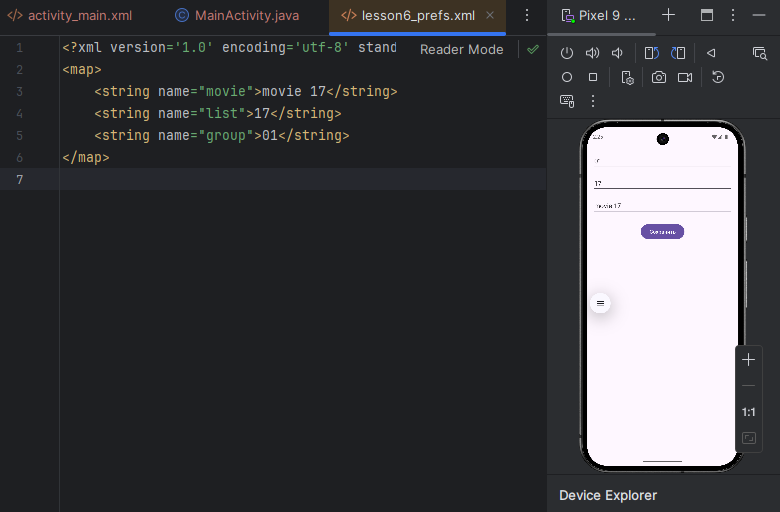 activity_main.xml
MainActivity.java
lesson6_prefs.xml
Pixel 9 ...
1 <?xml version='1.0' encoding='utf-8' stand
Reader Mode
2 <map>
3 <string name="movie">movie 17</string>
4 <string name="list">17</string>
5 <string name="group">01</string>
6 </map>
7
17
movie 17
Сохранить
1:1
Device Explorer